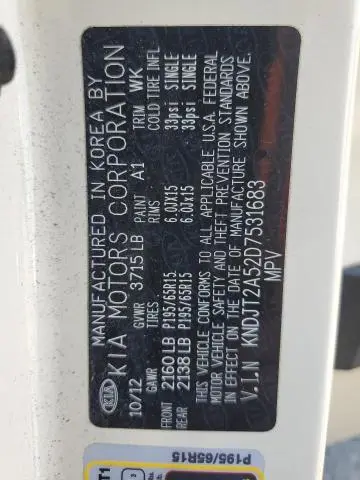 MANUFACTURED IN KOREA BY
KIA KIA MOTORS CORPORATION
10/12 GVWR 3715 LB PAINT A1 TRIM WK
GAWR TIRES RIMS COLD TIRE INFL
FRONT 2160 LB P195/65R15 6.0JX15 33psi SINGLE
REAR 2138 LB P195/65R15 6.0JX15 33psi SINGLE
THIS VEHICLE CONFORMS TO ALL APPLICABLE U.S.A. FEDERAL
MOTOR VEHICLE SAFETY AND THEFT PREVENTION STANDARDS
IN EFFECT ON THE DATE OF MANUFACTURE SHOWN ABOVE.
V.I.N KNDJT2A52D7531683
MPV
P195/65R15